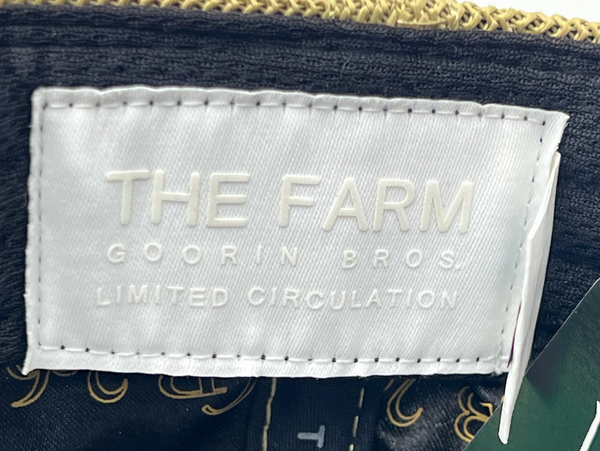 THE FARM
GOORIN BROS.
LIMITED CIRCULATION
T